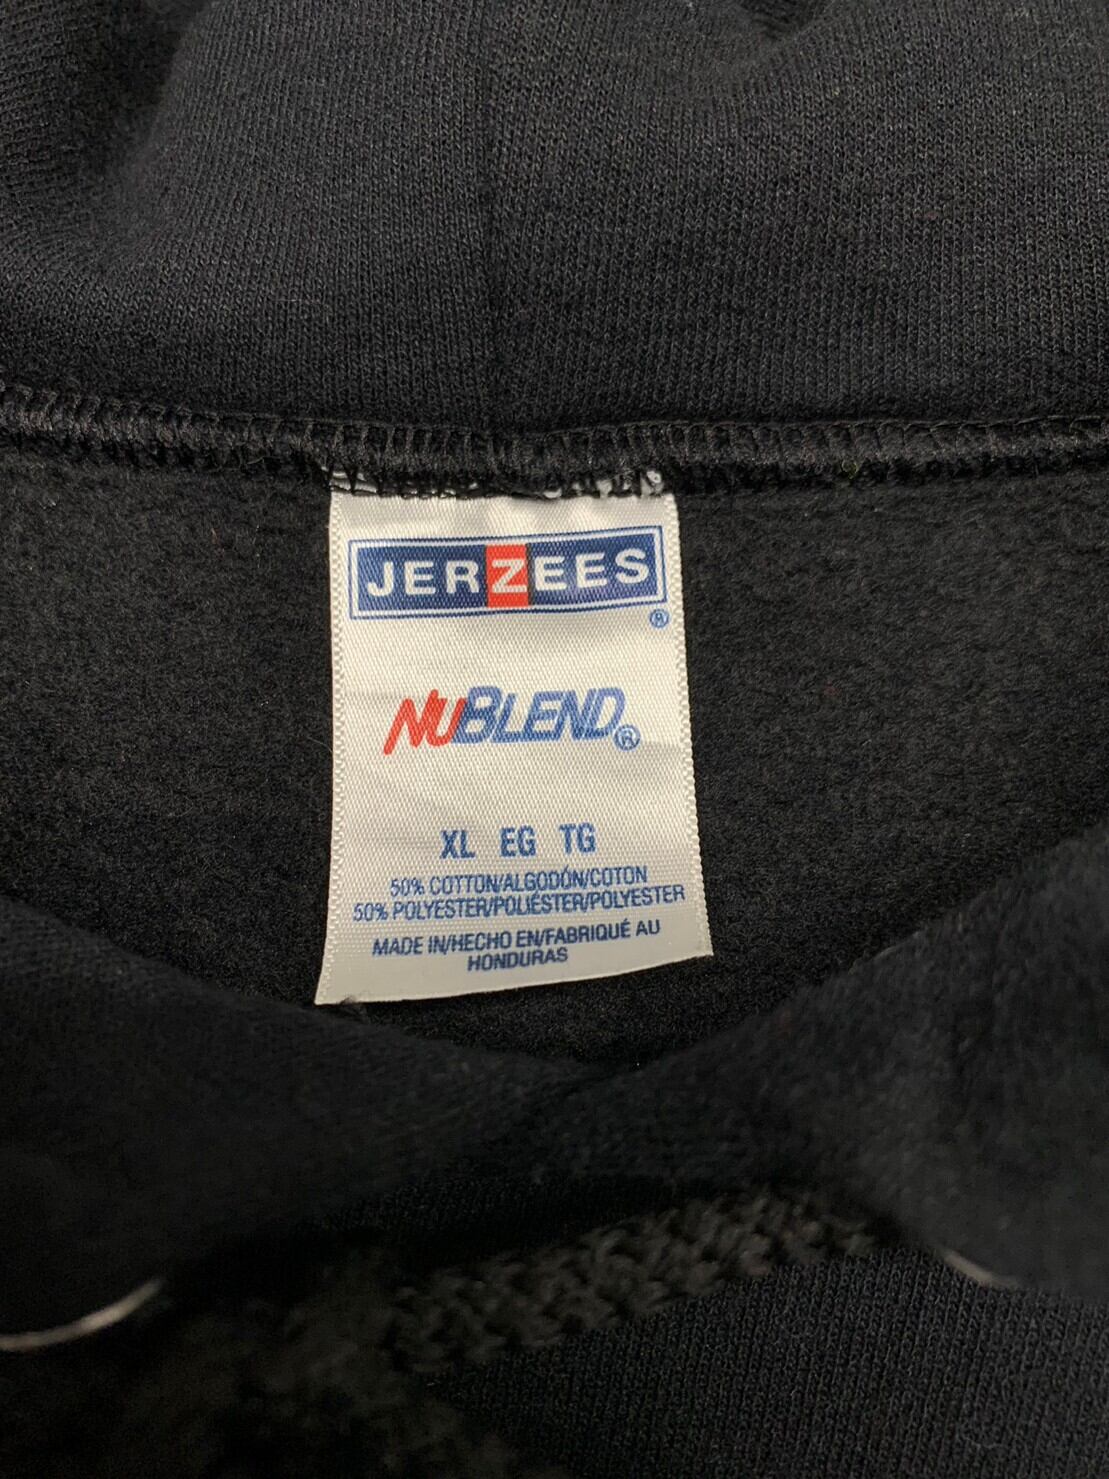 JERZEES
®
NUBLEND®
XL EG TG
50% COTTON/ALGODÓN/COTON
50% POLYESTER/POLIÉSTER/POLYESTER
MADE IN/HECHO EN/FABRIQUÉ AU
HONDURAS